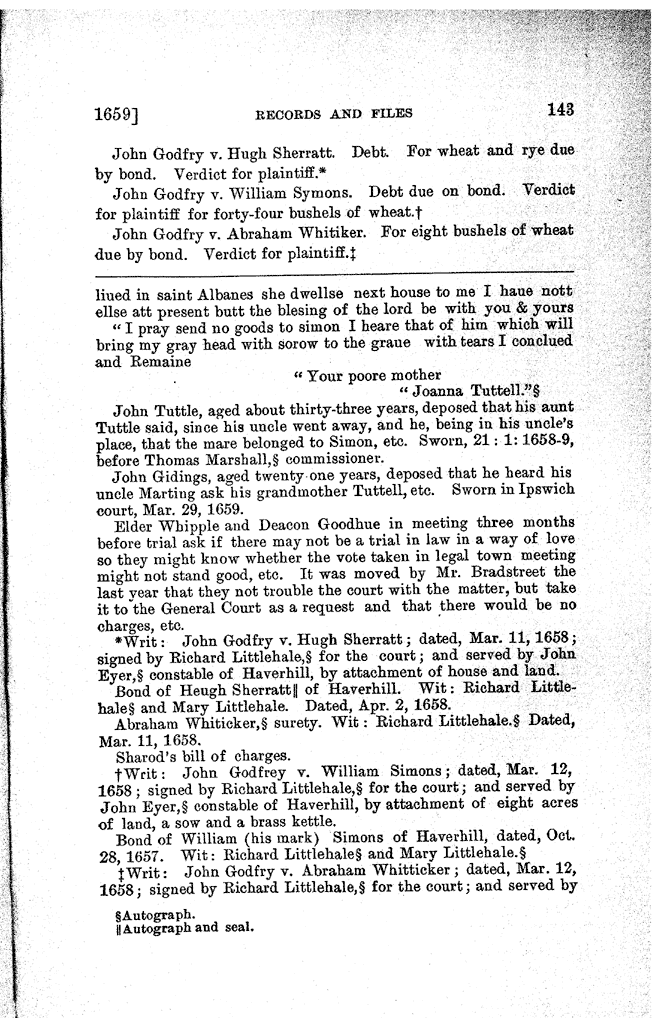 1659]
RECORDS AND FILES
143
John Godfry v. Hugh Sherratt. Debt. For wheat and rye due
by bond. Verdict for plaintiff.*
John Godfry v. William Symons. Debt due on bond. Verdict
for plaintiff for forty-four bushels of wheat.†
John Godfry v. Abraham Whitiker. For eight bushels of wheat
due by bond. Verdict for plaintiff.‡
liued in saint Albanes she dwellse next house to me I haue nott
ellse att present butt the blesing of the lord be with you & yours
“ I pray send no goods to simon I heare that of him which will
bring my gray head with sorow to the graue with tears I conclued
and Remaine
“ Your poore mother
“ Joanna Tuttell.”§
John Tuttle, aged about thirty-three years, deposed that his aunt
Tuttle said, since his uncle went away, and he, being in his uncle's
place, that the mare belonged to Simon, etc. Sworn, 21 : 1: 1658-9,
before Thomas Marshall,§ commissioner.
John Gidings, aged twenty one years, deposed that he heard his
uncle Marting ask his grandmother Tuttell, etc. Sworn in Ipswich
court, Mar. 29, 1659.
Elder Whipple and Deacon Goodhue in meeting three months
before trial ask if there may not be a trial in law in a way of love
so they might know whether the vote taken in legal town meeting
might not stand good, etc. It was moved by Mr. Bradstreet the
last year that they not trouble the court with the matter, but take
it to the General Court as a request and that there would be no
charges, etc.
*Writ: John Godfry v. Hugh Sherratt; dated, Mar. 11, 1658;
signed by Richard Littlehale,§ for the court; and served by John
Eyer,§ constable of Haverhill, by attachment of house and land.
Bond of Heugh Sherratt‖ of Haverhill. Wit: Richard Little-
hale§ and Mary Littlehale. Dated, Apr. 2, 1658.
Abraham Whiticker,§ surety. Wit: Richard Littlehale.§ Dated,
Mar. 11, 1658.
Sharod's bill of charges.
†Writ: John Godfrey v. William Simons; dated, Mar. 12,
1658; signed by Richard Littlehale,§ for the court; and served by
John Eyer,§ constable of Haverhill, by attachment of eight acres
of land, a sow and a brass kettle.
Bond of William (his mark) Simons of Haverhill, dated, Oct.
28, 1657. Wit: Richard Littlehale§ and Mary Littlehale.§
‡Writ: John Godfry v. Abraham Whitticker; dated, Mar. 12,
1658; signed by Richard Littlehale,§ for the court; and served by
§Autograph.
‖Autograph and seal.